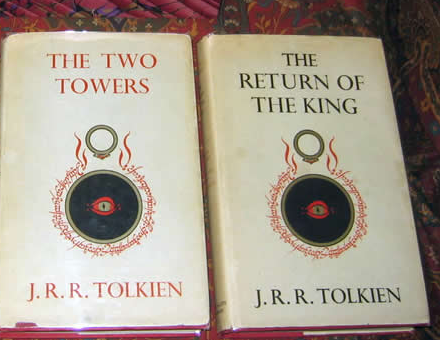 THE TWO
TOWERS
J.R.R. TOLKIEN
THE
RETURN OF
THE KING
J.R.R. TOLKIEN